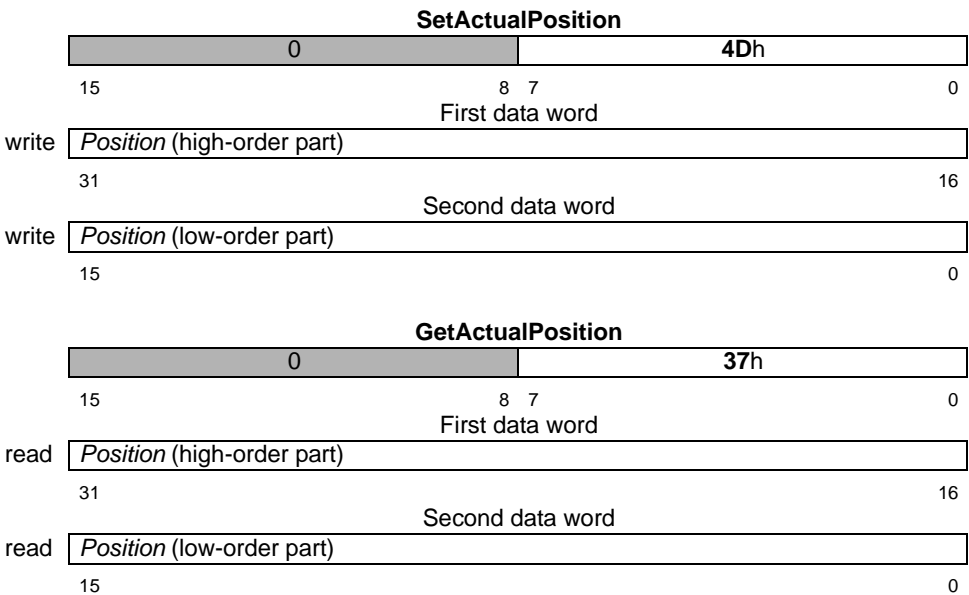 SetActualPosition
0 4Dh
15 8 7 0
First data word
write Position (high-order part)
31 16
Second data word
write Position (low-order part)
15 0
GetActualPosition
0 37h
15 8 7 0
First data word
read Position (high-order part)
31 16
Second data word
read Position (low-order part)
15 0